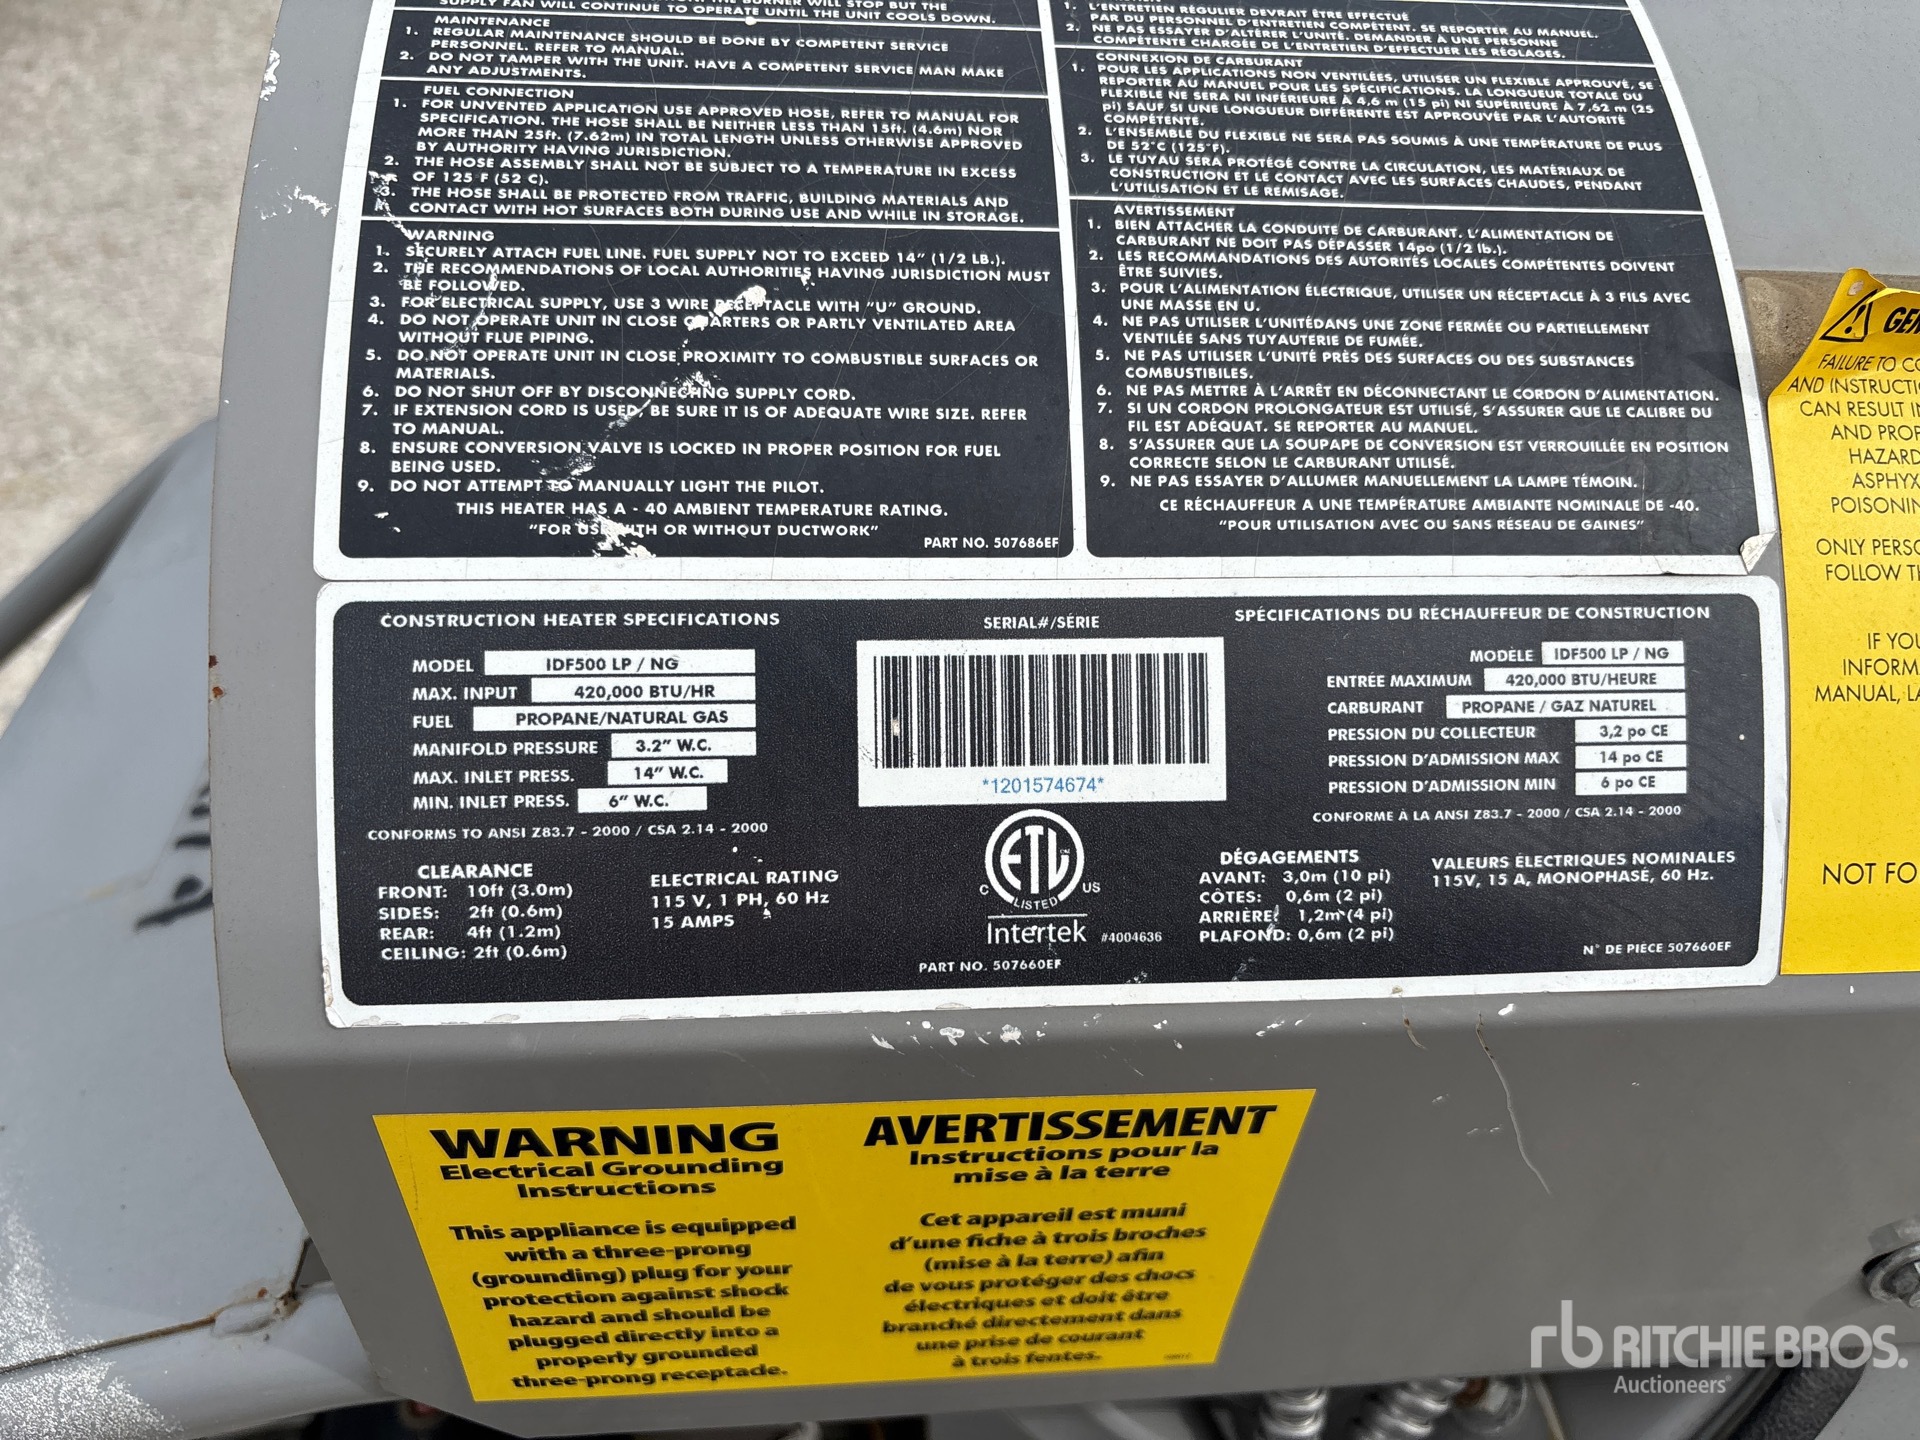 SUPPLY FAN WILL CONTINUE TO OPERATE UNTIL THE UNIT COOLS DOWN.
MAINTENANCE
1. REGULAR MAINTENANCE SHOULD BE DONE BY COMPETENT SERVICE
PERSONNEL. REFER TO MANUAL.
2. DO NOT TAMPER WITH THE UNIT. HAVE A COMPETENT SERVICE MAN MAKE
ANY ADJUSTMENTS.
FUEL CONNECTION
1. FOR UNVENTED APPLICATION USE APPROVED HOSE, REFER TO MANUAL FOR
SPECIFICATION. THE HOSE SHALL BE NEITHER LESS THAN 15ft. (4.6m) NOR
MORE THAN 25ft. (7.62m) IN TOTAL LENGTH UNLESS OTHERWISE APPROVED
BY AUTHORITY HAVING JURISDICTION.
2. THE HOSE ASSEMBLY SHALL NOT BE SUBJECT TO A TEMPERATURE IN EXCESS
OF 125 F (52 C).
3. THE HOSE SHALL BE PROTECTED FROM TRAFFIC, BUILDING MATERIALS AND
CONTACT WITH HOT SURFACES BOTH DURING USE AND WHILE IN STORAGE.
WARNING
1. SECURELY ATTACH FUEL LINE. FUEL SUPPLY NOT TO EXCEED 14" (1/2 LB.).
2. THE RECOMMENDATIONS OF LOCAL AUTHORITIES HAVING JURISDICTION MUST
BE FOLLOWED.
3. FOR ELECTRICAL SUPPLY, USE 3 WIRE RECEPTACLE WITH "U" GROUND.
4. DO NOT OPERATE UNIT IN CLOSE QUARTERS OR PARTLY VENTILATED AREA
WITHOUT FLUE PIPING.
5. DO NOT OPERATE UNIT IN CLOSE PROXIMITY TO COMBUSTIBLE SURFACES OR
MATERIALS.
6. DO NOT SHUT OFF BY DISCONNECTING SUPPLY CORD.
7. IF EXTENSION CORD IS USED, BE SURE IT IS OF ADEQUATE WIRE SIZE. REFER
TO MANUAL.
8. ENSURE CONVERSION VALVE IS LOCKED IN PROPER POSITION FOR FUEL
BEING USED.
9. DO NOT ATTEMPT TO MANUALLY LIGHT THE PILOT.
THIS HEATER HAS A - 40 AMBIENT TEMPERATURE RATING.
"FOR USE WITH OR WITHOUT DUCTWORK"
PART NO. 507686EF
1. L'ENTRETIEN RÉGULIER DEVRAIT ÊTRE EFFECTUÉ
PAR DU PERSONNEL D'ENTRETIEN COMPÉTENT. SE REPORTER AU MANUEL.
2. NE PAS ESSAYER D'ALTÉRER L'UNITÉ. DEMANDER À UNE PERSONNE
COMPÉTENTE CHARGÉE DE L'ENTRETIEN D'EFFECTUER LES RÉGLAGES.
CONNEXION DE CARBURANT
1. POUR LES APPLICATIONS NON VENTILÉES, UTILISER UN FLEXIBLE APPROUVÉ, SE
REPORTER AU MANUEL POUR LES SPÉCIFICATIONS. LA LONGUEUR TOTALE DU
FLEXIBLE NE SERA NI INFÉRIEURE À 4,6 m (15 pi) NI SUPÉRIEURE À 7,62 m (25
pi) SAUF SI UNE LONGUEUR DIFFÉRENTE EST APPROUVÉE PAR L'AUTORITÉ
COMPÉTENTE.
2. L'ENSEMBLE DU FLEXIBLE NE SERA PAS SOUMIS À UNE TEMPÉRATURE DE PLUS
DE 52°C (125°F).
3. LE TUYAU SERA PROTÉGÉ CONTRE LA CIRCULATION, LES MATÉRIAUX DE
CONSTRUCTION ET LE CONTACT AVEC LES SURFACES CHAUDES, PENDANT
L'UTILISATION ET LE REMISAGE.
AVERTISSEMENT
1. BIEN ATTACHER LA CONDUITE DE CARBURANT. L'ALIMENTATION DE
CARBURANT NE DOIT PAS DÉPASSER 14po (1/2 lb.).
2. LES RECOMMANDATIONS DES AUTORITÉS LOCALES COMPÉTENTES DOIVENT
ÊTRE SUIVIES.
3. POUR L'ALIMENTATION ÉLECTRIQUE, UTILISER UN RÉCEPTACLE À 3 FILS AVEC
UNE MASSE EN U.
4. NE PAS UTILISER L'UNITÉDANS UNE ZONE FERMÉE OU PARTIELLEMENT
VENTILÉE SANS TUYAUTERIE DE FUMÉE.
5. NE PAS UTILISER L'UNITÉ PRÈS DES SURFACES OU DES SUBSTANCES
COMBUSTIBILES.
6. NE PAS METTRE À L'ARRÊT EN DÉCONNECTANT LE CORDON D'ALIMENTATION.
7. SI UN CORDON PROLONGATEUR EST UTILISÉ, S'ASSURER QUE LE CALIBRE DU
FIL EST ADÉQUAT. SE REPORTER AU MANUEL.
8. S'ASSURER QUE LA SOUPAPE DE CONVERSION EST VERROUILLÉE EN POSITION
CORRECTE SELON LE CARBURANT UTILISÉ.
9. NE PAS ESSAYER D'ALLUMER MANUELLEMENT LA LAMPE TÉMOIN.
CE RÉCHAUFFEUR A UNE TEMPÉRATURE AMBIANTE NOMINALE DE -40.
"POUR UTILISATION AVEC OU SANS RÉSEAU DE GAINES"
CONSTRUCTION HEATER SPECIFICATIONS
MODEL IDF500 LP / NG
MAX. INPUT 420,000 BTU/HR
FUEL PROPANE/NATURAL GAS
MANIFOLD PRESSURE 3.2" W.C.
MAX. INLET PRESS. 14" W.C.
MIN. INLET PRESS. 6" W.C.
CONFORMS TO ANSI Z83.7 - 2000 / CSA 2.14 - 2000
CLEARANCE
FRONT: 10ft (3.0m)
SIDES: 2ft (0.6m)
REAR: 4ft (1.2m)
CEILING: 2ft (0.6m)
ELECTRICAL RATING
115 V, 1 PH, 60 Hz
15 AMPS
SERIAL#/SÉRIE
*1201574674*
ETL
C US
LISTED
Intertek #4004636
PART NO. 507660EF
SPÉCIFICATIONS DU RÉCHAUFFEUR DE CONSTRUCTION
MODÈLE IDF500 LP / NG
ENTRÉE MAXIMUM 420,000 BTU/HEURE
CARBURANT PROPANE / GAZ NATUREL
PRESSION DU COLLECTEUR 3,2 po CE
PRESSION D'ADMISSION MAX 14 po CE
PRESSION D'ADMISSION MIN 6 po CE
CONFORME À LA ANSI Z83.7 - 2000 / CSA 2.14 - 2000
DÉGAGEMENTS
AVANT: 3,0m (10 pi)
CÔTES: 0,6m (2 pi)
ARRIÈRE: 1,2m (4 pi)
PLAFOND: 0,6m (2 pi)
VALEURS ÉLECTRIQUES NOMINALES
115V, 15 A, MONOPHASÉ, 60 Hz.
N° DE PIÈCE 507660EF
FAILURE TO
AND
CAN RESULT
AND
ONLY
FOLLOW
MANUAL,
NOT
WARNING
Electrical Grounding
Instructions
This appliance is equipped
with a three-prong
(grounding) plug for your
protection against shock
hazard and should be
plugged directly into a
properly grounded
three-prong receptacle.
AVERTISSEMENT
Instructions pour la
mise à la terre
Cet appareil est muni
d'une fiche à trois broches
(mise à la terre) afin
de vous protéger des chocs
électriques et doit être
branché directement dans
une prise de courant
à trois fentes.
rb RITCHIE BROS.
Auctioneers